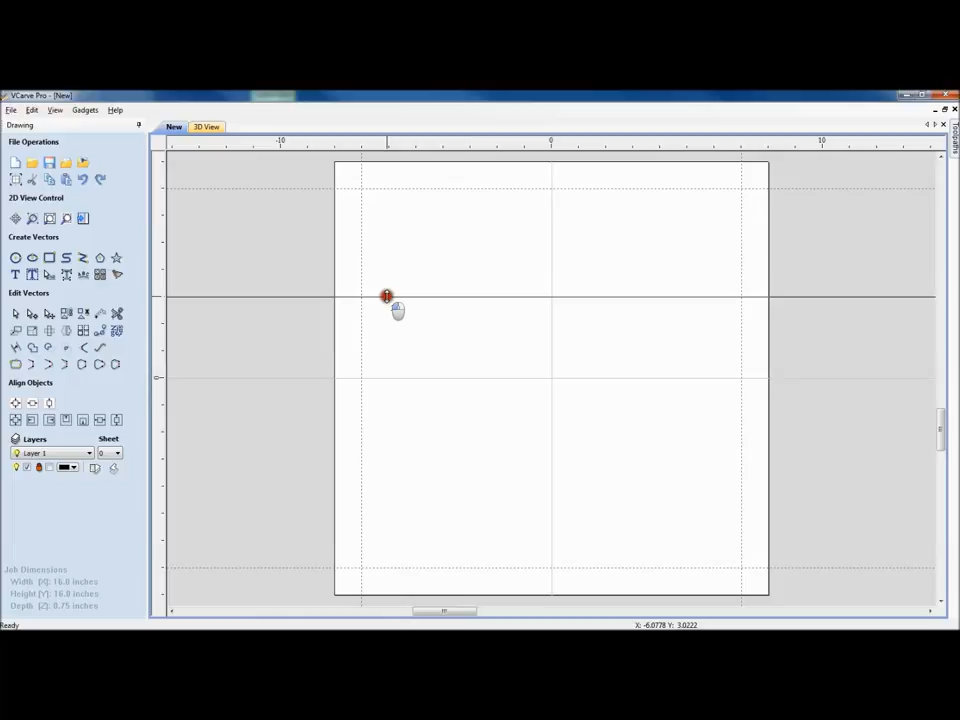 VCarve Pro - [New]
File Edit View Gadgets Help
Drawing
New 3D View
Toolpaths
File Operations
-10 0 10
2D View Control
Create Vectors
Edit Vectors
0
Align Objects
Layers Sheet
Layer 1 0
Job Dimensions
Width [X]: 16.0 inches
Height [Y]: 16.0 inches
Depth [Z]: 0.75 inches
Ready
X: -6.0778 Y: 3.0222